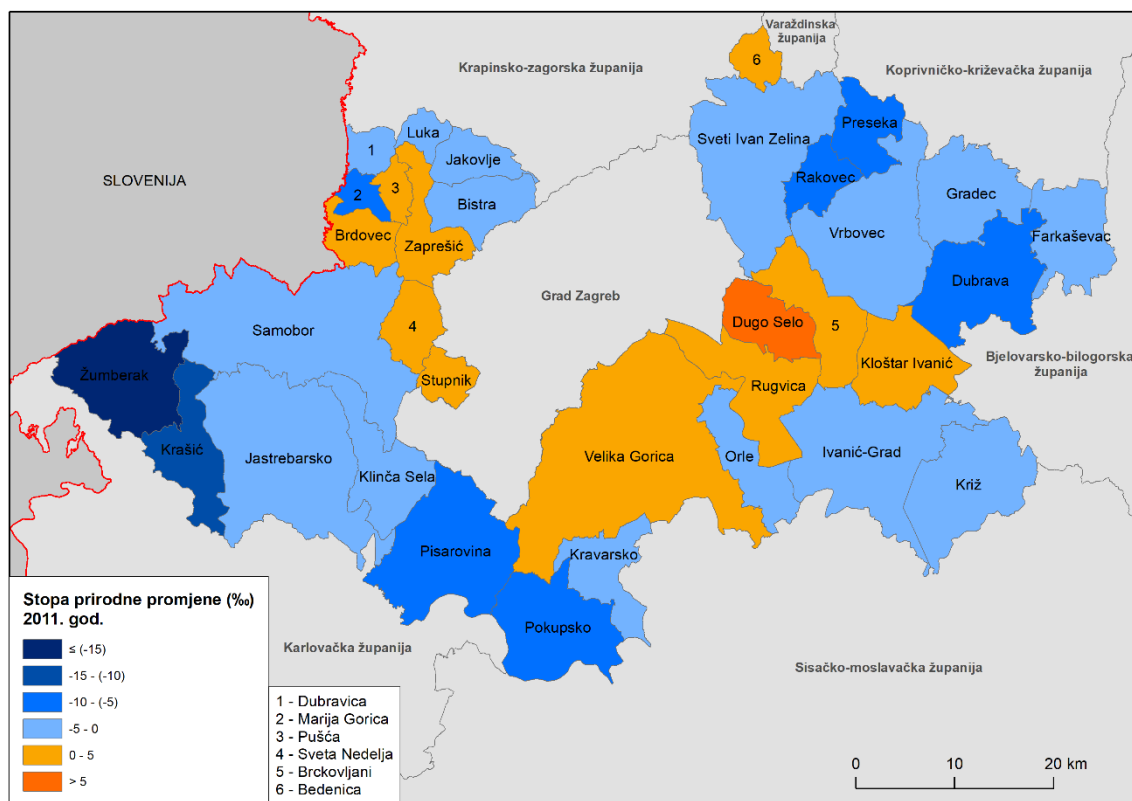 Varaždinska
županija
6
Krapinsko-zagorska županija
Koprivničko-križevačka županija
Preseka
Luka
Sveti Ivan Zelina
1
Jakovlje
SLOVENIJA
Rakovec
2
3
Gradec
Bistra
Vrbovec
Brdovec
Zaprešić
Farkaševac
Dubrava
Grad Zagreb
Samobor
4
Dugo Selo
5
Bjelovarsko-bilogorska
županija
Kloštar Ivanić
Žumberak
Stupnik
Rugvica
Krašić
Jastrebarsko
Klinča Sela
Velika Gorica
Orle
Ivanić-Grad
Križ
Pisarovina
Kravarsko
Pokupsko
Karlovačka županija
Sisačko-moslavačka županija
Stopa prirodne promjene (‰)
2011. god.
≤ (-15)
-15 - (-10)
-10 - (-5)
-5 - 0
0 - 5
> 5
1 - Dubravica
2 - Marija Gorica
3 - Pušća
4 - Sveta Nedelja
5 - Brckovljani
6 - Bedenica
0 10 20 km